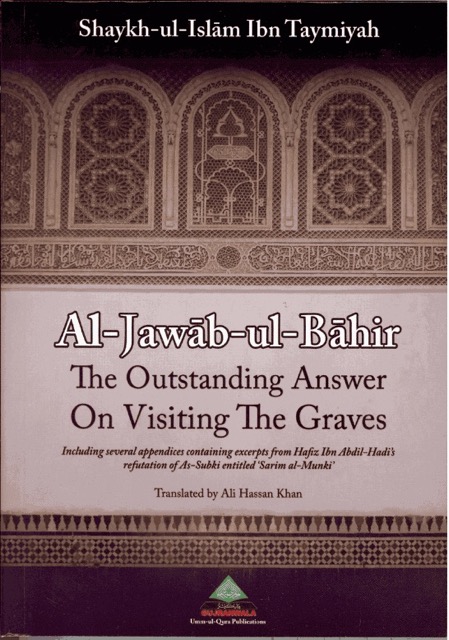 Shaykh-ul-Islām Ibn Taymiyah
Al-Jawāb-ul-Bāhir
The Outstanding Answer
On Visiting The Graves
Including several appendices containing excerpts from Hafiz Ibn Abdil-Hadi's
refutation of As-Subki entitled 'Sarim al-Munki'
Translated by Ali Hassan Khan
GUJRANWALA
Umm-ul-Qura Publications